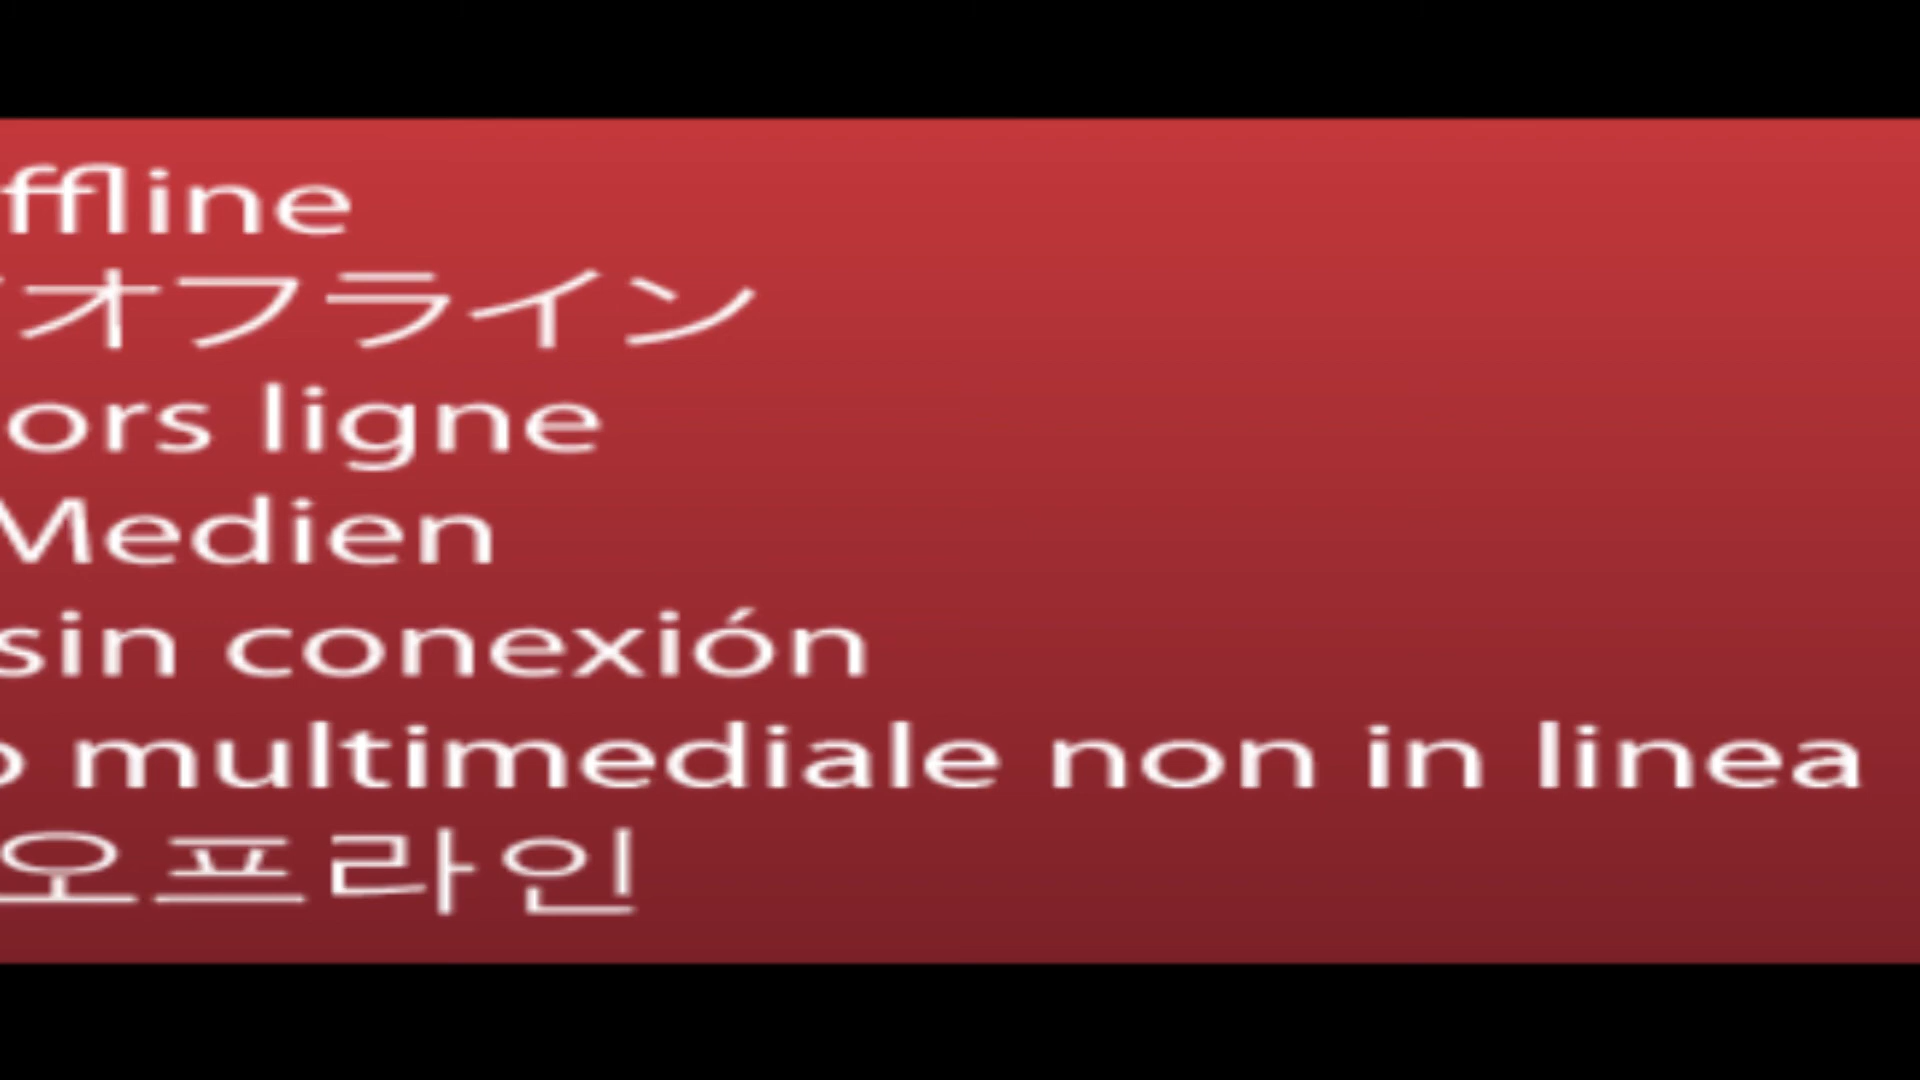 ffline
オフライン
ors ligne
Medien
sin conexión
o multimediale non in linea
오프라인